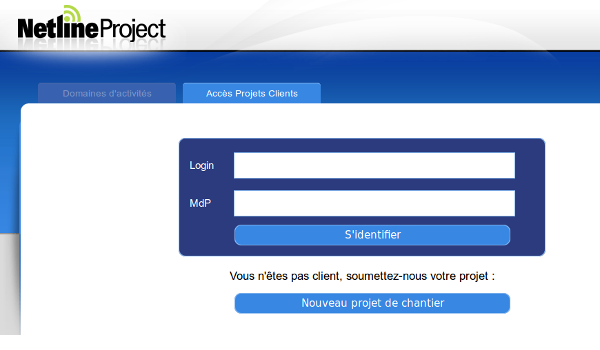 NetlineProject
Domaines d'activités
Accès Projets Clients
Login
MdP
S'identifier
Vous n'êtes pas client, soumettez-nous votre projet :
Nouveau projet de chantier